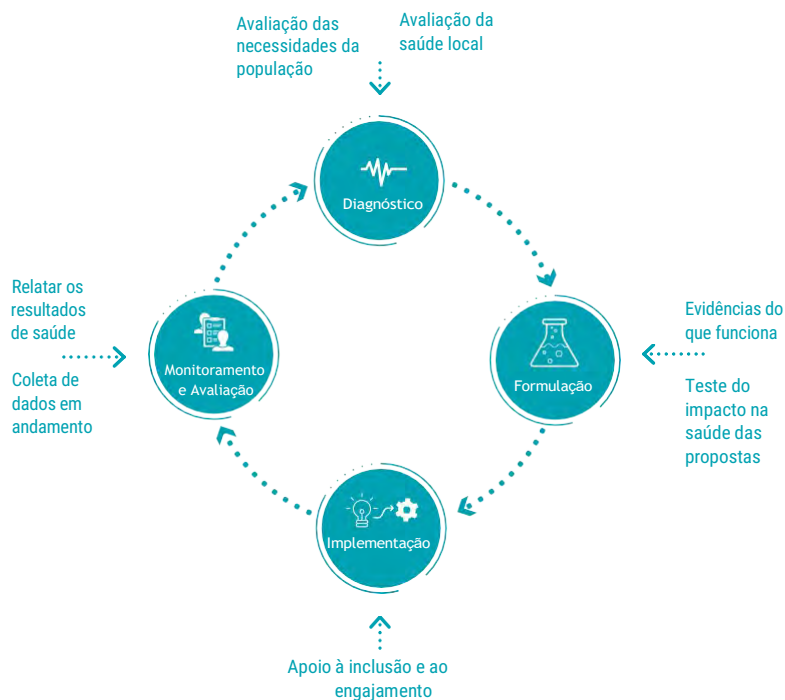 Avaliação das
necessidades da
população
Avaliação da
saúde local
Diagnóstico
Relatar os
resultados
de saúde
Coleta de
dados em
andamento
Monitoramento
e Avaliação
Formulação
Evidências do
que funciona
Teste do
impacto na
saúde das
propostas
Implementação
Apoio à inclusão e ao
engajamento